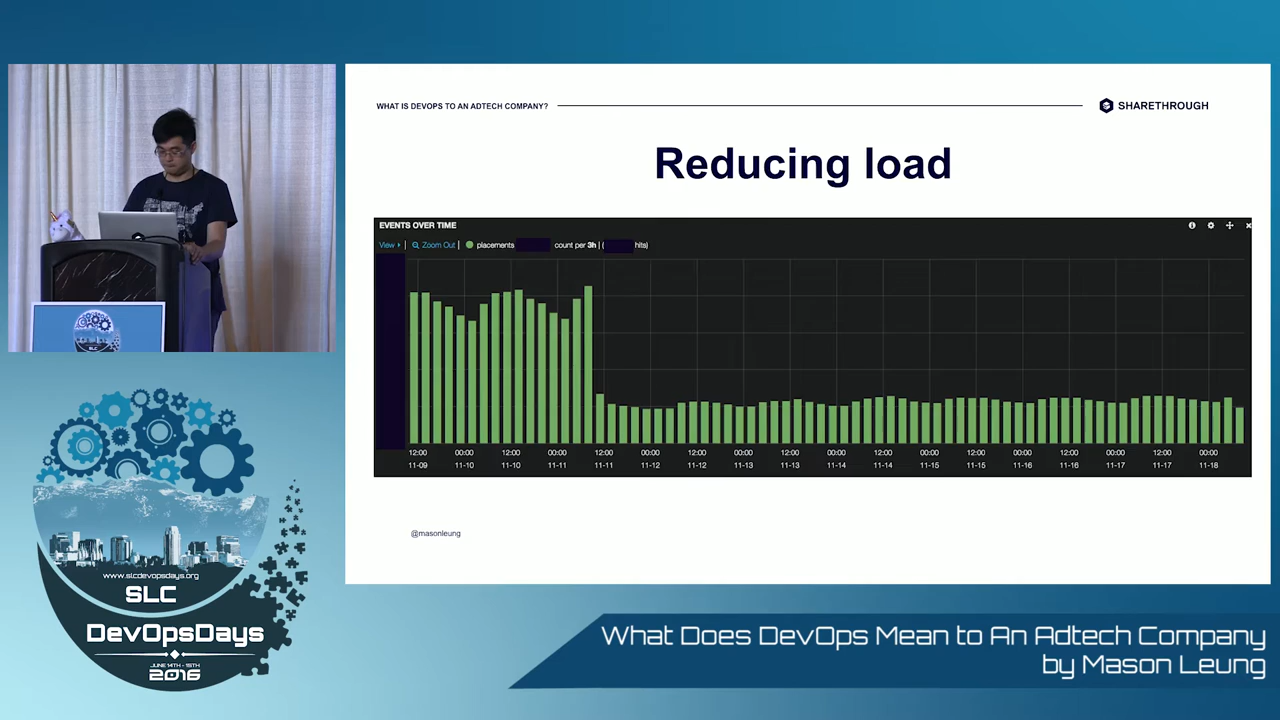 WHAT IS DEVOPS TO AN ADTECH COMPANY?
SHARETHROUGH
Reducing load
EVENTS OVER TIME
View
Zoom Out
placements
count per 3h | (
hits)
12:00 00:00 12:00 00:00 12:00 00:00 12:00 00:00 12:00 00:00 12:00 00:00 12:00 00:00 12:00 00:00 12:00 00:00
11-09 11-10 11-10 11-11 11-11 11-12 11-12 11-13 11-13 11-14 11-14 11-15 11-15 11-16 11-16 11-17 11-17 11-18
@masonleung
www.slcdevopsdays.org
SLC
DevOpsDays
JUNE 14TH - 15TH
2016
What Does DevOps Mean to An Adtech Company
by Mason Leung